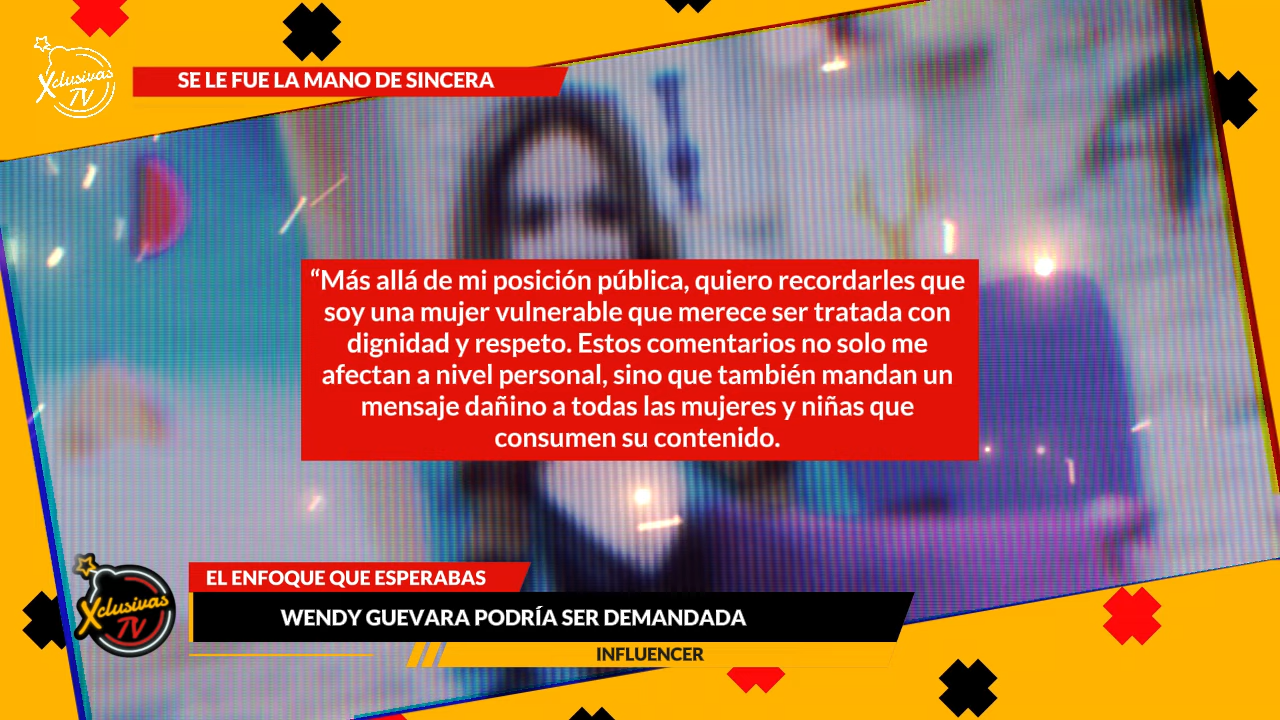 Xclusivas
TV
SE LE FUE LA MANO DE SINCERA
“Más allá de mi posición pública, quiero recordarles que
soy una mujer vulnerable que merece ser tratada con
dignidad y respeto. Estos comentarios no solo me
afectan a nivel personal, sino que también mandan un
mensaje dañino a todas las mujeres y niñas que
consumen su contenido.
Xclusivas
TV
EL ENFOQUE QUE ESPERABAS
WENDY GUEVARA PODRÍA SER DEMANDADA
INFLUENCER